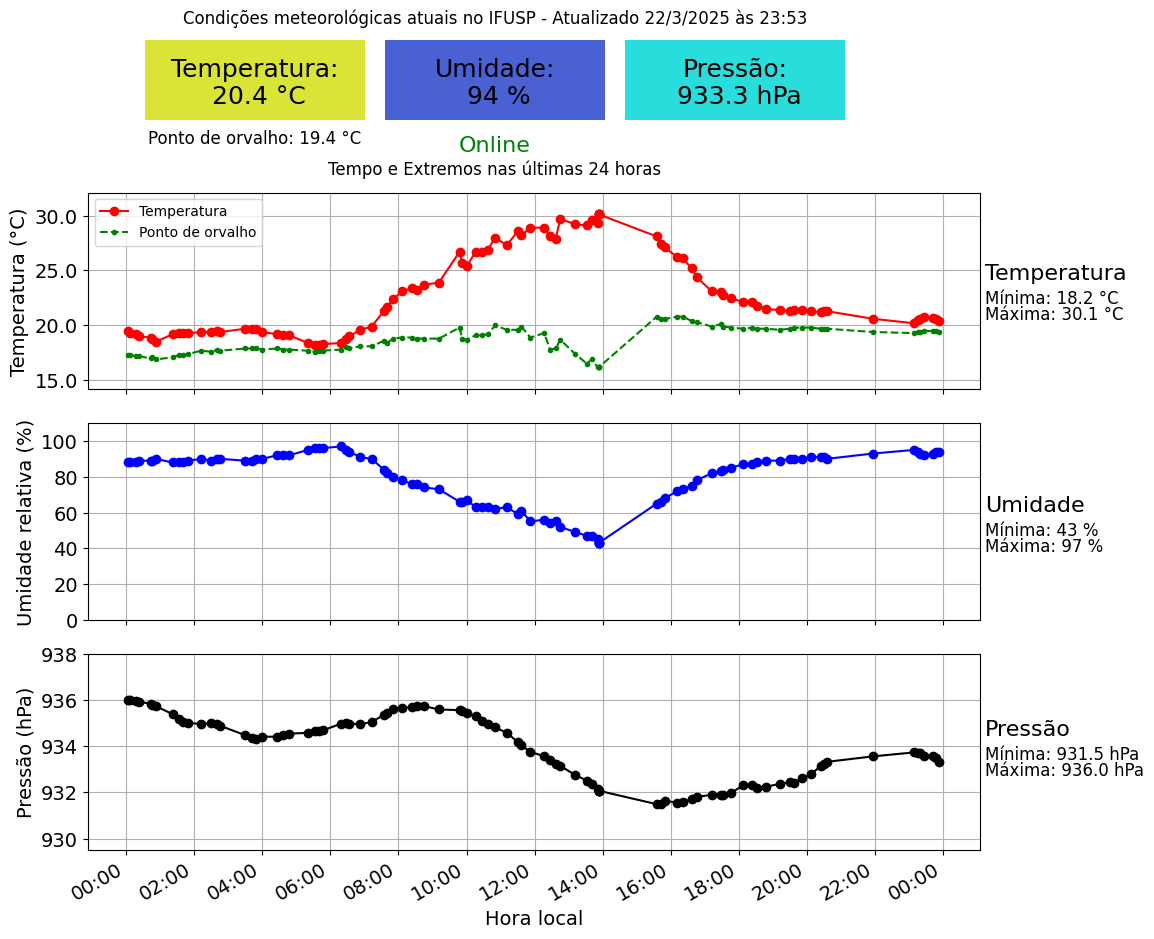 Condições meteorológicas atuais no IFUSP - Atualizado 22/3/2025 às 23:53
Temperatura:
20.4 °C
Umidade:
94 %
Pressão:
933.3 hPa
Ponto de orvalho: 19.4 °C
Online
Tempo e Extremos nas últimas 24 horas
Temperatura (°C)
30.0
25.0
20.0
15.0
Temperatura
Ponto de orvalho
Temperatura
Mínima: 18.2 °C
Máxima: 30.1 °C
Umidade relativa (%)
100
80
60
40
20
0
Umidade
Mínima: 43 %
Máxima: 97 %
Pressão (hPa)
938
936
934
932
930
Pressão
Mínima: 931.5 hPa
Máxima: 936.0 hPa
00:00 02:00 04:00 06:00 08:00 10:00 12:00 14:00 16:00 18:00 20:00 22:00 00:00
Hora local